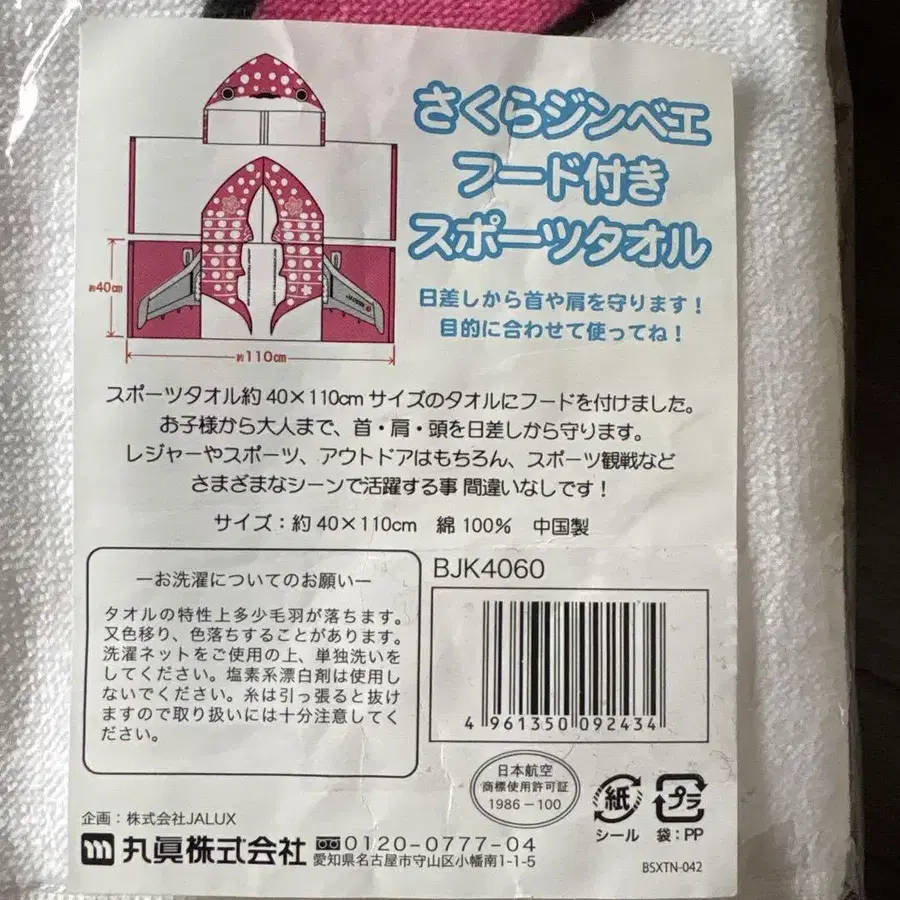 さくらジンベエ
フード付き
スポーツタオル
日差しから首や肩を守ります！
目的に合わせて使ってね！
約40cm
約110cm
スポーツタオル約40×110cmサイズのタオルにフードを付けました。
お子様から大人まで、首・肩・頭を日差しから守ります。
レジャーやスポーツ、アウトドアはもちろん、スポーツ観戦など
さまざまなシーンで活躍する事 間違いなしです！
サイズ：約40×110cm 綿100% 中国製
―お洗濯についてのお願い―
タオルの特性上多少毛羽が落ちます。
又色移り、色落ちすることがあります。
洗濯ネットをご使用の上、単独洗いを
してください。塩素系漂白剤は使用し
ないでください。糸は引っ張ると抜け
ますので取り扱いには十分注意してく
ださい。
BJK4060
4 961350 092434
日本航空
商標使用許可証
1986-100
紙
シール
プラ
袋：PP
企画：株式会社JALUX
丸眞株式会社 0120-0777-04
愛知県名古屋市守山区小幡南1-1-5
BSXTN-042